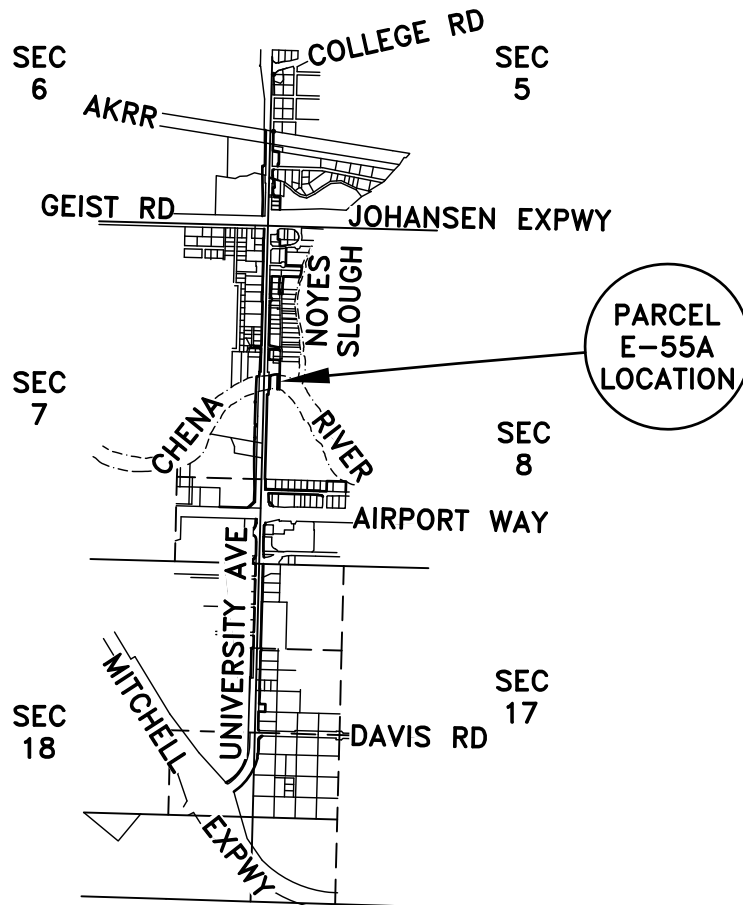 COLLEGE RD
SEC
6
SEC
5
AKRR
GEIST RD
JOHANSEN EXPWY
NOYES
SLOUGH
PARCEL
E-55A
LOCATION
SEC
7
CHENA
RIVER
SEC
8
AIRPORT WAY
UNIVERSITY AVE
MITCHELL
EXPWY
SEC
17
SEC
18
DAVIS RD